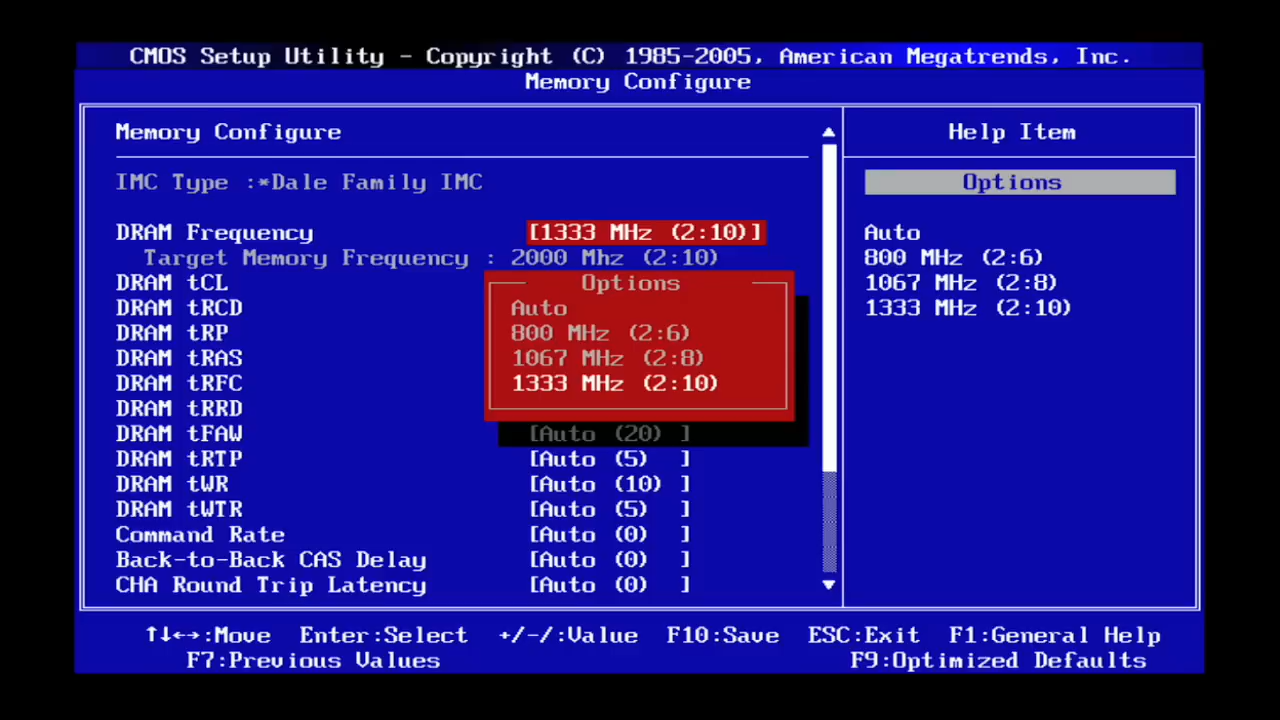 CMOS Setup Utility - Copyright (C) 1985-2005, American Megatrends, Inc.
Memory Configure
Memory Configure
IMC Type :*Dale Family IMC
DRAM Frequency [1333 MHz (2:10)]
Target Memory Frequency : 2000 Mhz (2:10)
DRAM tCL
DRAM tRCD
DRAM tRP
DRAM tRAS
DRAM tRFC
DRAM tRRD
DRAM tFAW [Auto (20) ]
DRAM tRTP [Auto (5) ]
DRAM tWR [Auto (10) ]
DRAM tWTR [Auto (5) ]
Command Rate [Auto (0) ]
Back-to-Back CAS Delay [Auto (0) ]
CHA Round Trip Latency [Auto (0) ]
Options
Auto
800 MHz (2:6)
1067 MHz (2:8)
1333 MHz (2:10)
Help Item
Options
Auto
800 MHz (2:6)
1067 MHz (2:8)
1333 MHz (2:10)
↑↓←→:Move Enter:Select +/-/:Value F10:Save ESC:Exit F1:General Help
F7:Previous Values F9:Optimized Defaults